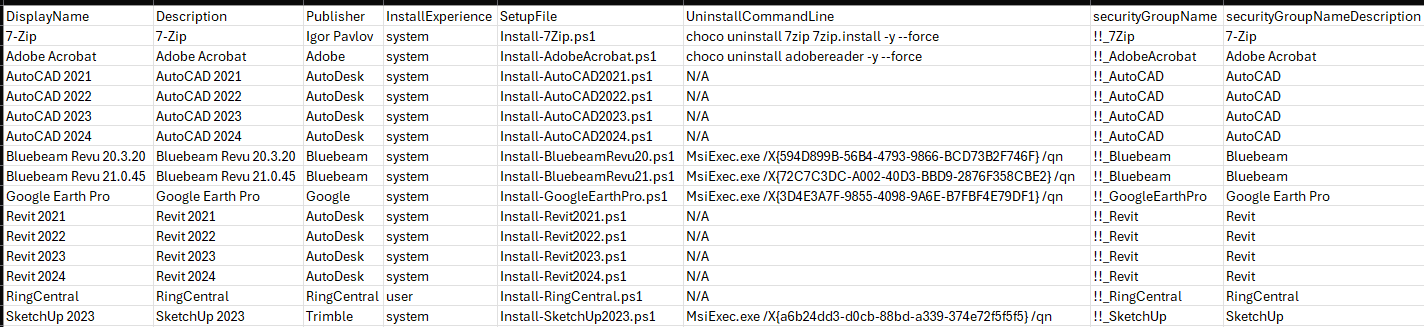 DisplayName Description Publisher InstallExperience SetupFile UninstallCommandLine securityGroupName securityGroupNameDescription
7-Zip 7-Zip Igor Pavlov system Install-7Zip.ps1 choco uninstall 7zip 7zip.install -y --force !!_7Zip 7-Zip
Adobe Acrobat Adobe Acrobat Adobe system Install-AdobeAcrobat.ps1 choco uninstall adobereader -y --force !!_AdobeAcrobat Adobe Acrobat
AutoCAD 2021 AutoCAD 2021 AutoDesk system Install-AutoCAD2021.ps1 N/A !!_AutoCAD AutoCAD
AutoCAD 2022 AutoCAD 2022 AutoDesk system Install-AutoCAD2022.ps1 N/A !!_AutoCAD AutoCAD
AutoCAD 2023 AutoCAD 2023 AutoDesk system Install-AutoCAD2023.ps1 N/A !!_AutoCAD AutoCAD
AutoCAD 2024 AutoCAD 2024 AutoDesk system Install-AutoCAD2024.ps1 N/A !!_AutoCAD AutoCAD
Bluebeam Revu 20.3.20 Bluebeam Revu 20.3.20 Bluebeam system Install-BluebeamRevu20.ps1 MsiExec.exe /X{594D899B-56B4-4793-9866-BCD73B2F746F} /qn !!_Bluebeam Bluebeam
Bluebeam Revu 21.0.45 Bluebeam Revu 21.0.45 Bluebeam system Install-BluebeamRevu21.ps1 MsiExec.exe /X{72C7C3DC-A002-40D3-BBD9-2876F358CBE2} /qn !!_Bluebeam Bluebeam
Google Earth Pro Google Earth Pro Google system Install-GoogleEarthPro.ps1 MsiExec.exe /X{3D4E3A7F-9855-4098-9A6E-B7FBF4E79DF1} /qn !!_GoogleEarthPro Google Earth Pro
Revit 2021 Revit 2021 AutoDesk system Install-Revit2021.ps1 N/A !!_Revit Revit
Revit 2022 Revit 2022 AutoDesk system Install-Revit2022.ps1 N/A !!_Revit Revit
Revit 2023 Revit 2023 AutoDesk system Install-Revit2023.ps1 N/A !!_Revit Revit
Revit 2024 Revit 2024 AutoDesk system Install-Revit2024.ps1 N/A !!_Revit Revit
RingCentral RingCentral RingCentral user Install-RingCentral.ps1 N/A !!_RingCentral RingCentral
SketchUp 2023 SketchUp 2023 Trimble system Install-SketchUp2023.ps1 MsiExec.exe /X{a6b24dd3-d0cb-88bd-a339-374e72f5f5f5} /qn !!_SketchUp SketchUp